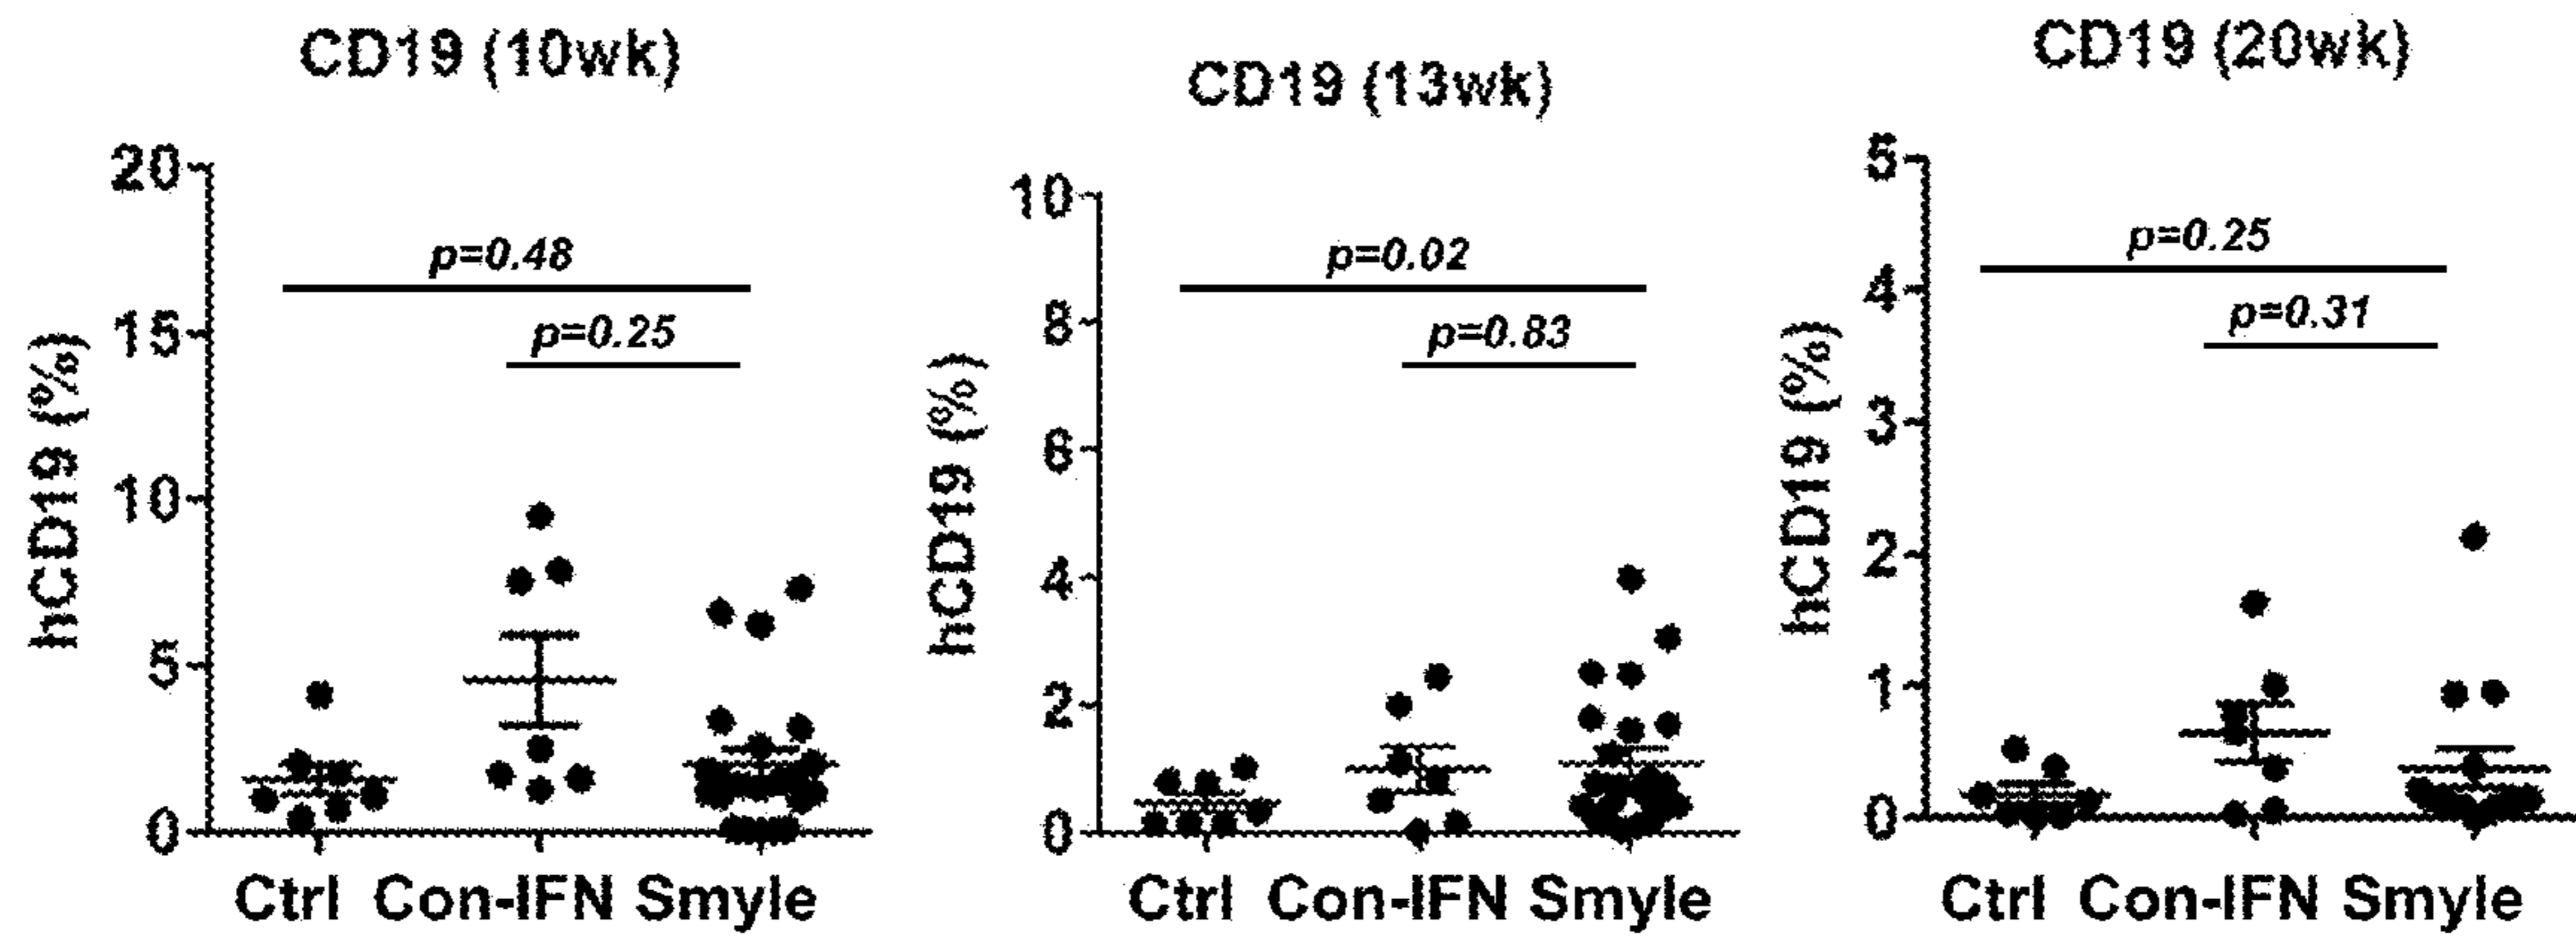 CD19 (10wk)
hCD19 (%)
20
15
10
5
0
p=0.48
p=0.25
Ctrl Con-IFN Smyle
CD19 (13wk)
hCD19 (%)
10
8
6
4
2
0
p=0.02
p=0.83
Ctrl Con-IFN Smyle
CD19 (20wk)
hCD19 (%)
5
4
3
2
1
0
p=0.25
p=0.31
Ctrl Con-IFN Smyle